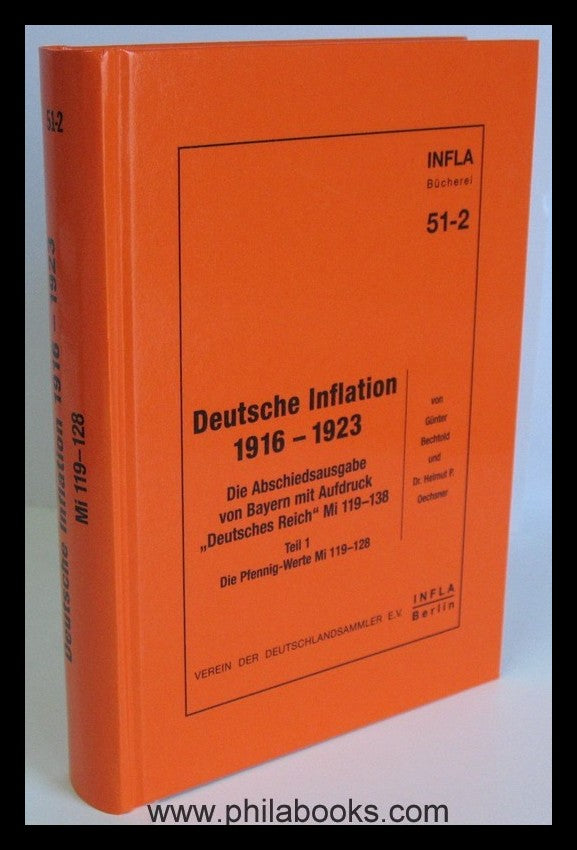 51-2
Deutsche Inflation 1916 – 1923
Mi 119–128
INFLA
Bücherei
51-2
Deutsche Inflation
1916 – 1923
Die Abschiedsausgabe
von Bayern mit Aufdruck
„Deutsches Reich“ Mi 119–138
Teil 1
Die Pfennig-Werte Mi 119–128
von
Günter
Bechtold
und
Dr. Helmut P.
Oechsner
VEREIN DER DEUTSCHLANDSAMMLER E.V.
INFLA
Berlin
www.philabooks.com